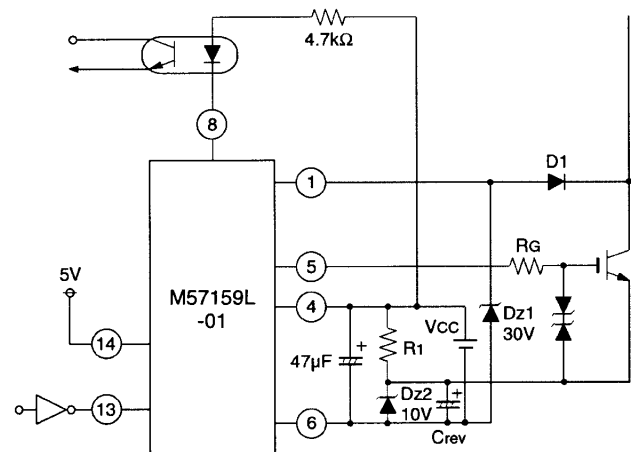 4.7kΩ
8
1
D1
5
RG
5V
M57159L
-01
4
VCC
Dz1
30V
14
47μF
+
R1
13
6
Dz2
10V
+
Crev